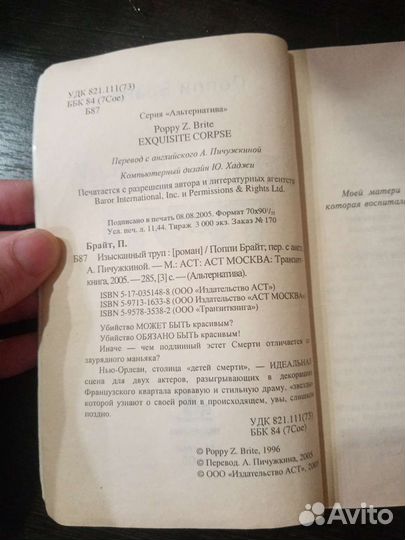 УДК 821.111(73)
ББК 84 (7Сое)
Б87
Серия «Альтернатива»
Poppy Z. Brite
EXQUISITE CORPSE
Перевод с английского А. Пичужкиной
Компьютерный дизайн Ю. Хаджи
Печатается с разрешения автора и литературных агентств
Baror International, Inc. и Permissions & Rights Ltd.
Подписано в печать 08.08.2005. Формат 70x90/
Усл. печ. л. 11,44. Тираж 3 000 экз. Заказ № 170
Брайт, П.
Б87 Изысканный труп : [роман] / Поппи Брайт; пер. с англ.
А. Пичужкиной. — М.: АСТ: АСТ МОСКВА: Транзит-
книга, 2005. — 285, [3] с. — (Альтернатива).
ISBN 5-17-035148-8 (ООО «Издательство АСТ»)
ISBN 5-9713-1633-8 (ООО Издательство «АСТ МОСКВА»
ISBN 5-9578-3538-2 (ООО «Транзиткнига»)
Убийство МОЖЕТ БЫТЬ красивым?
Убийство ОБЯЗАНО БЫТЬ красивым!
Иначе — чем подлинный эстет Смерти отличается о
заурядного маньяка?
Нью-Орлеан, столица «детей смерти», — ИДЕАЛЬНАЯ
сцена для двух актеров, разыгрывающих в декорациях
Французского квартала кровавую и стильную драму, «звезды»
которой узнают о своей роли в происходящем, увы, слишком
поздно.
УДК 821.111(73)
ББК 84 (7Сое)
© Poppy Z. Brite, 1996
© Перевод. А. Пичужкина, 2005
© ООО «Издательство АСТ»,
Моей матери
которая воспитала
Avito